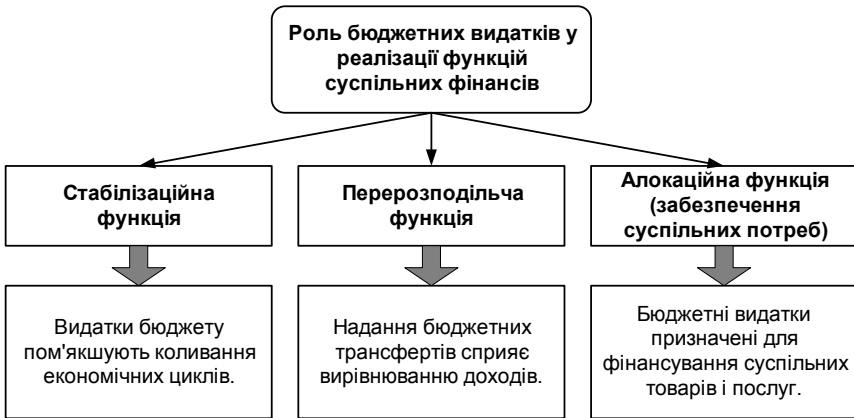 Роль бюджетних видатків у
реалізації функцій
суспільних фінансів
Стабілізаційна
функція
Перерозподільча
функція
Алокаційна функція
(забезпечення
суспільних потреб)
Видатки бюджету
пом'якшують коливання
економічних циклів.
Надання бюджетних
трансфертів сприяє
вирівнюванню доходів.
Бюджетні видатки
призначені для
фінансування суспільних
товарів і послуг.